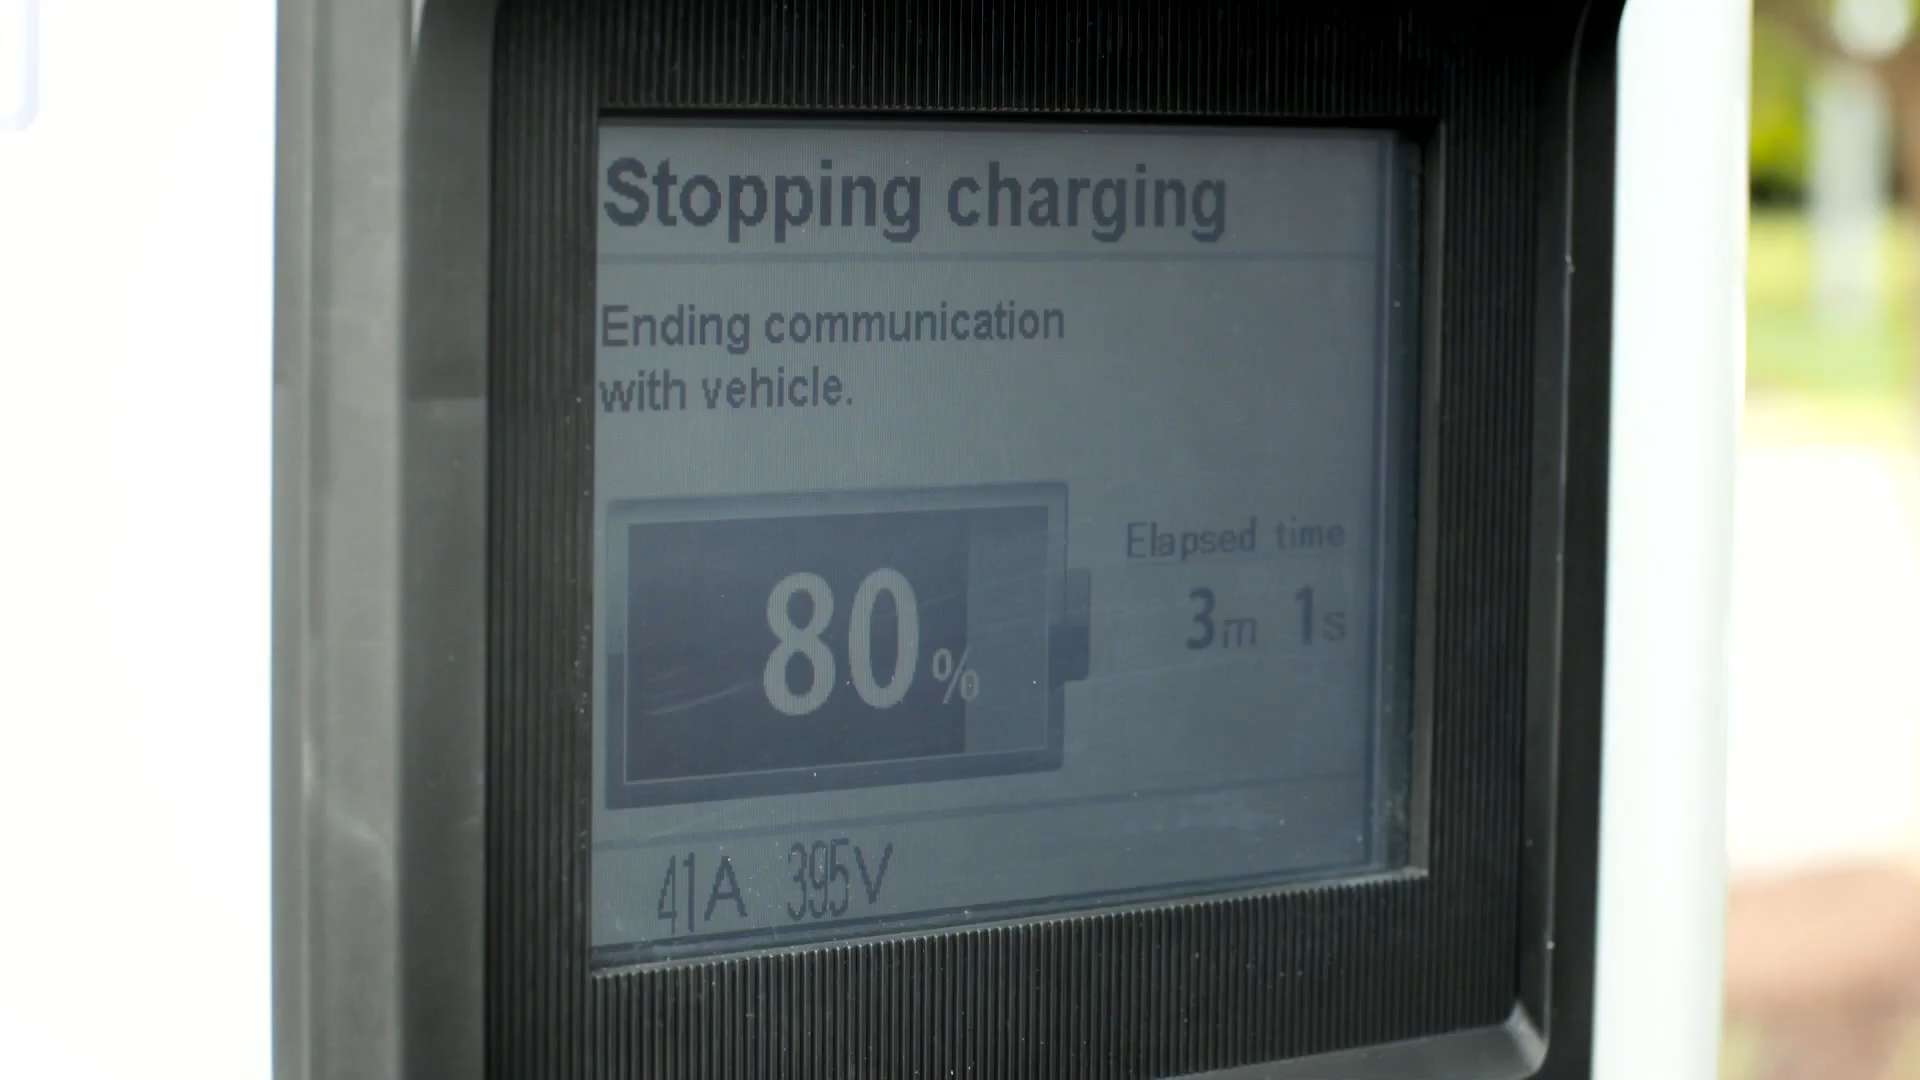 Stopping charging
Ending communication
with vehicle.
80%
Elapsed time
3m 1s
41A 395V